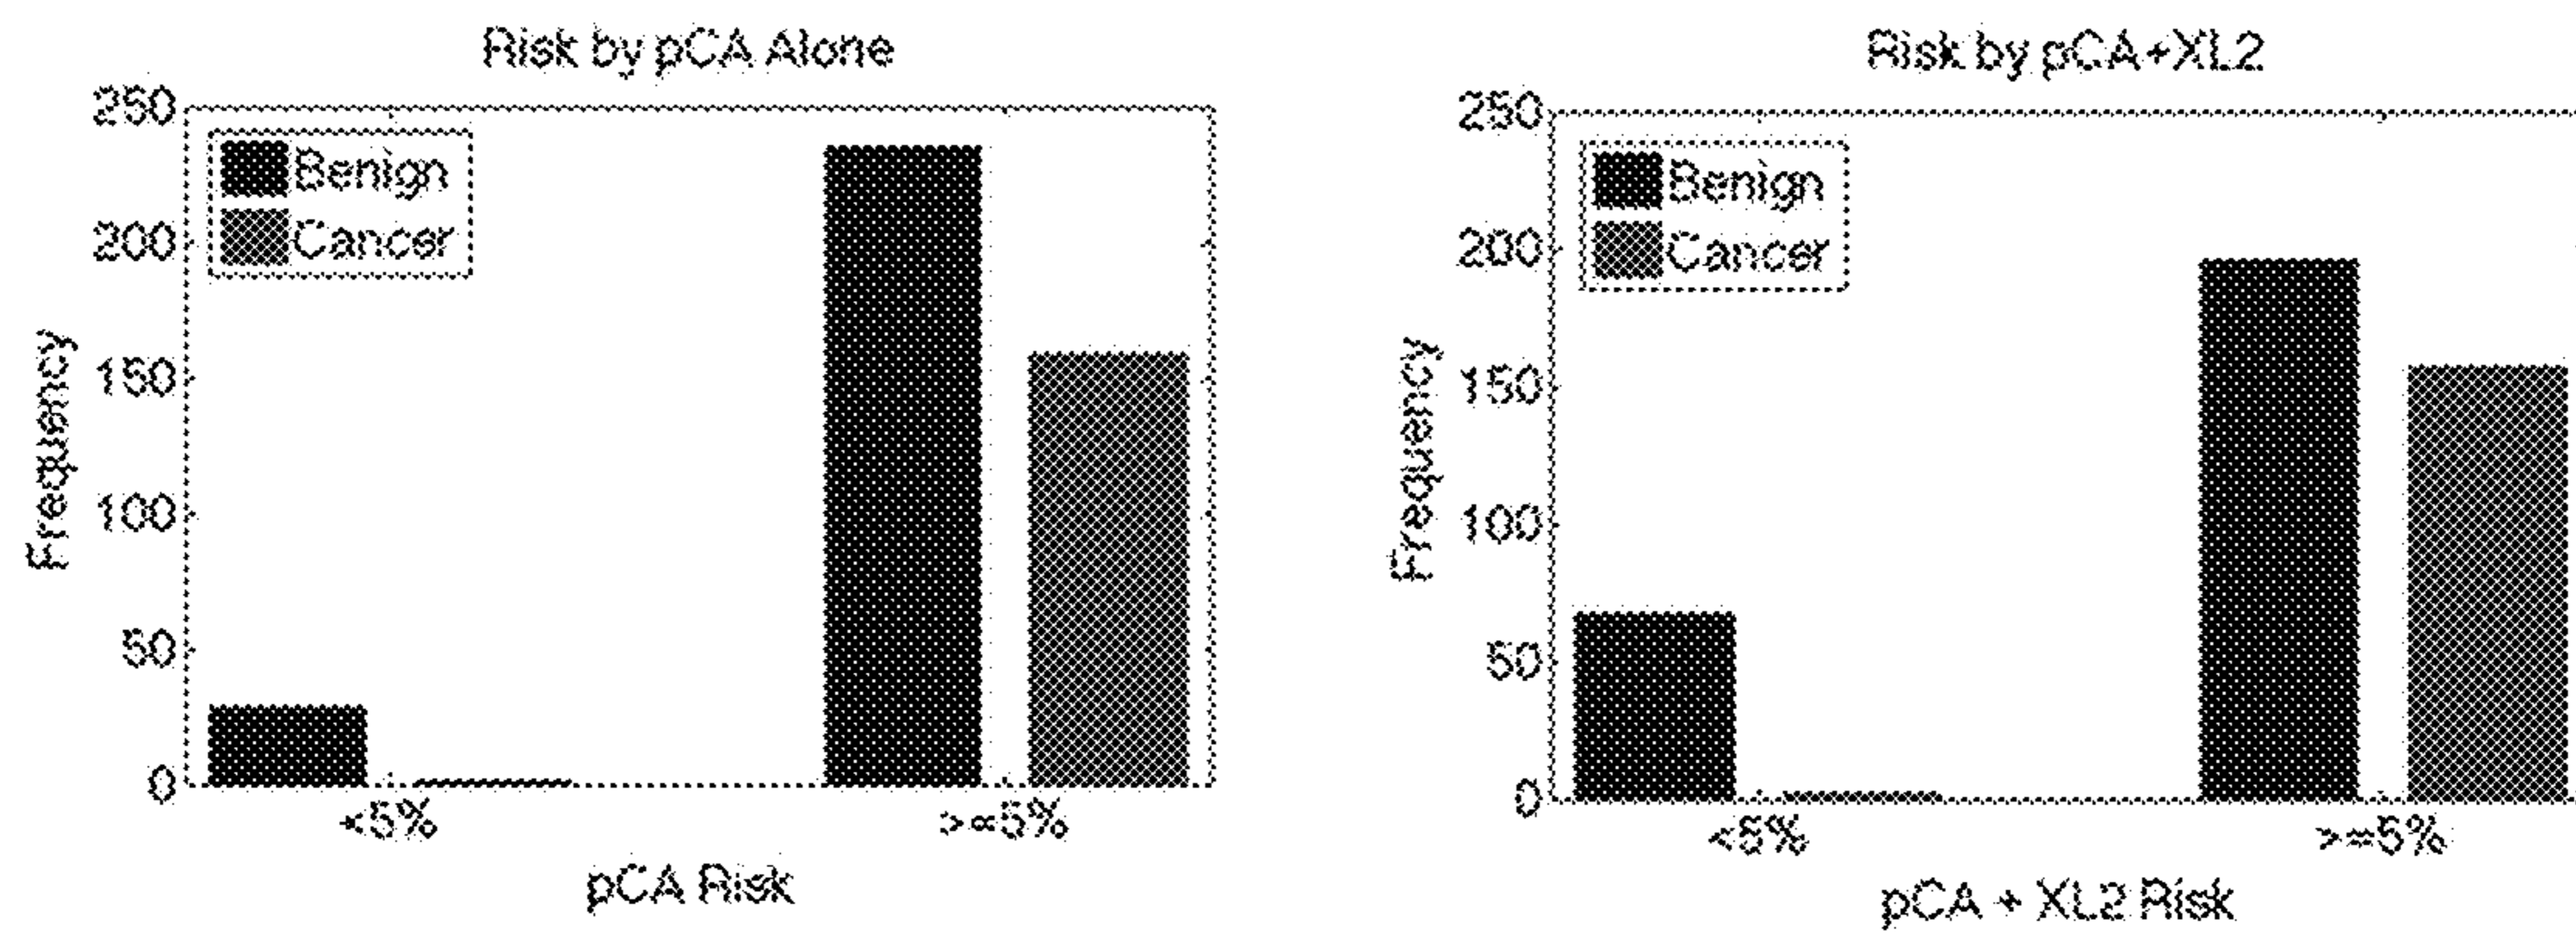 Risk by pCA Alone
250
200
150
100
50
0
Frequency
Benign
Cancer
<5%
>=5%
pCA Risk
Risk by pCA+XL2
250
200
150
100
50
0
Frequency
Benign
Cancer
<5%
>=5%
pCA + XL2 Risk